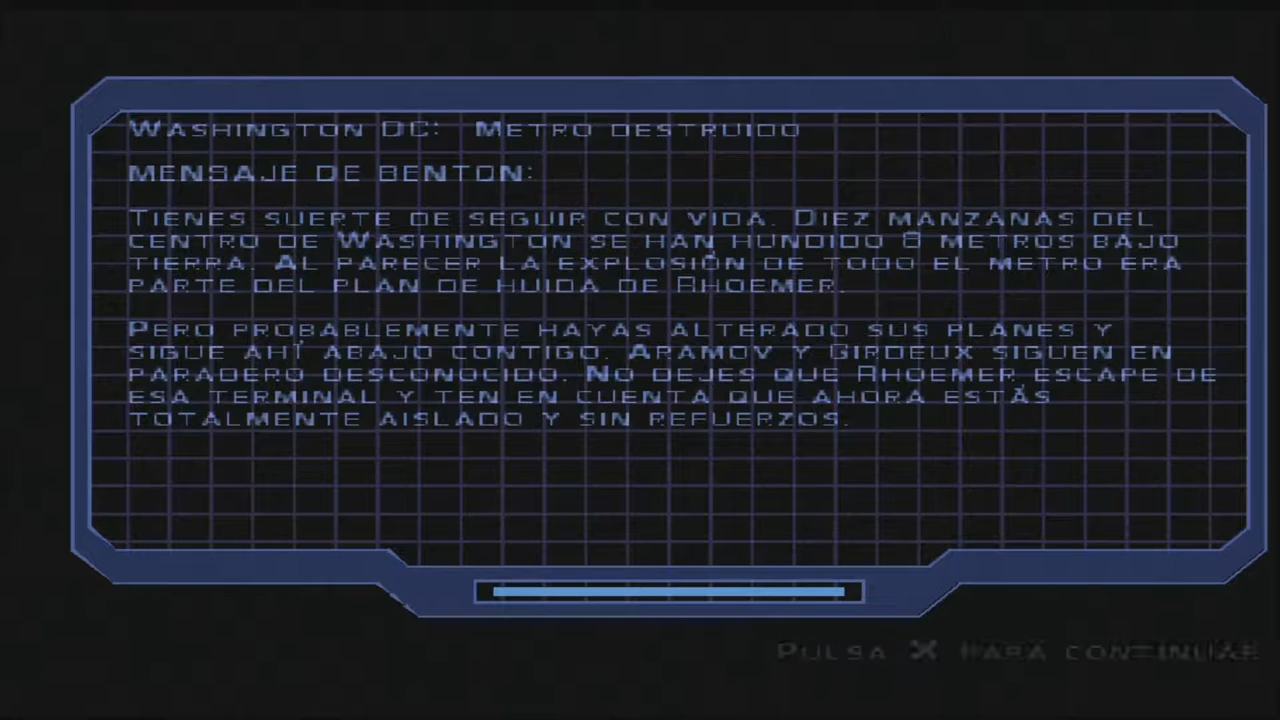 Washington DC: Metro destruido
MENSAJE DE BENTON:
Tienes suerte de seguir con vida. Diez manzanas del
centro de Washington se han hundido 6 metros bajo
tierra. Al parecer la explosión de todo el metro era
parte del plan de huida de Rhoemer.
Pero probablemente hayas alterado sus planes y
sigue ahí abajo contigo. Aramov y Girdeux siguen en
paradero desconocido. No dejes que Rhoemer escape de
esa terminal y ten en cuenta que ahora estás
totalmente aislado y sin refuerzos.
Pulsa X para continuar